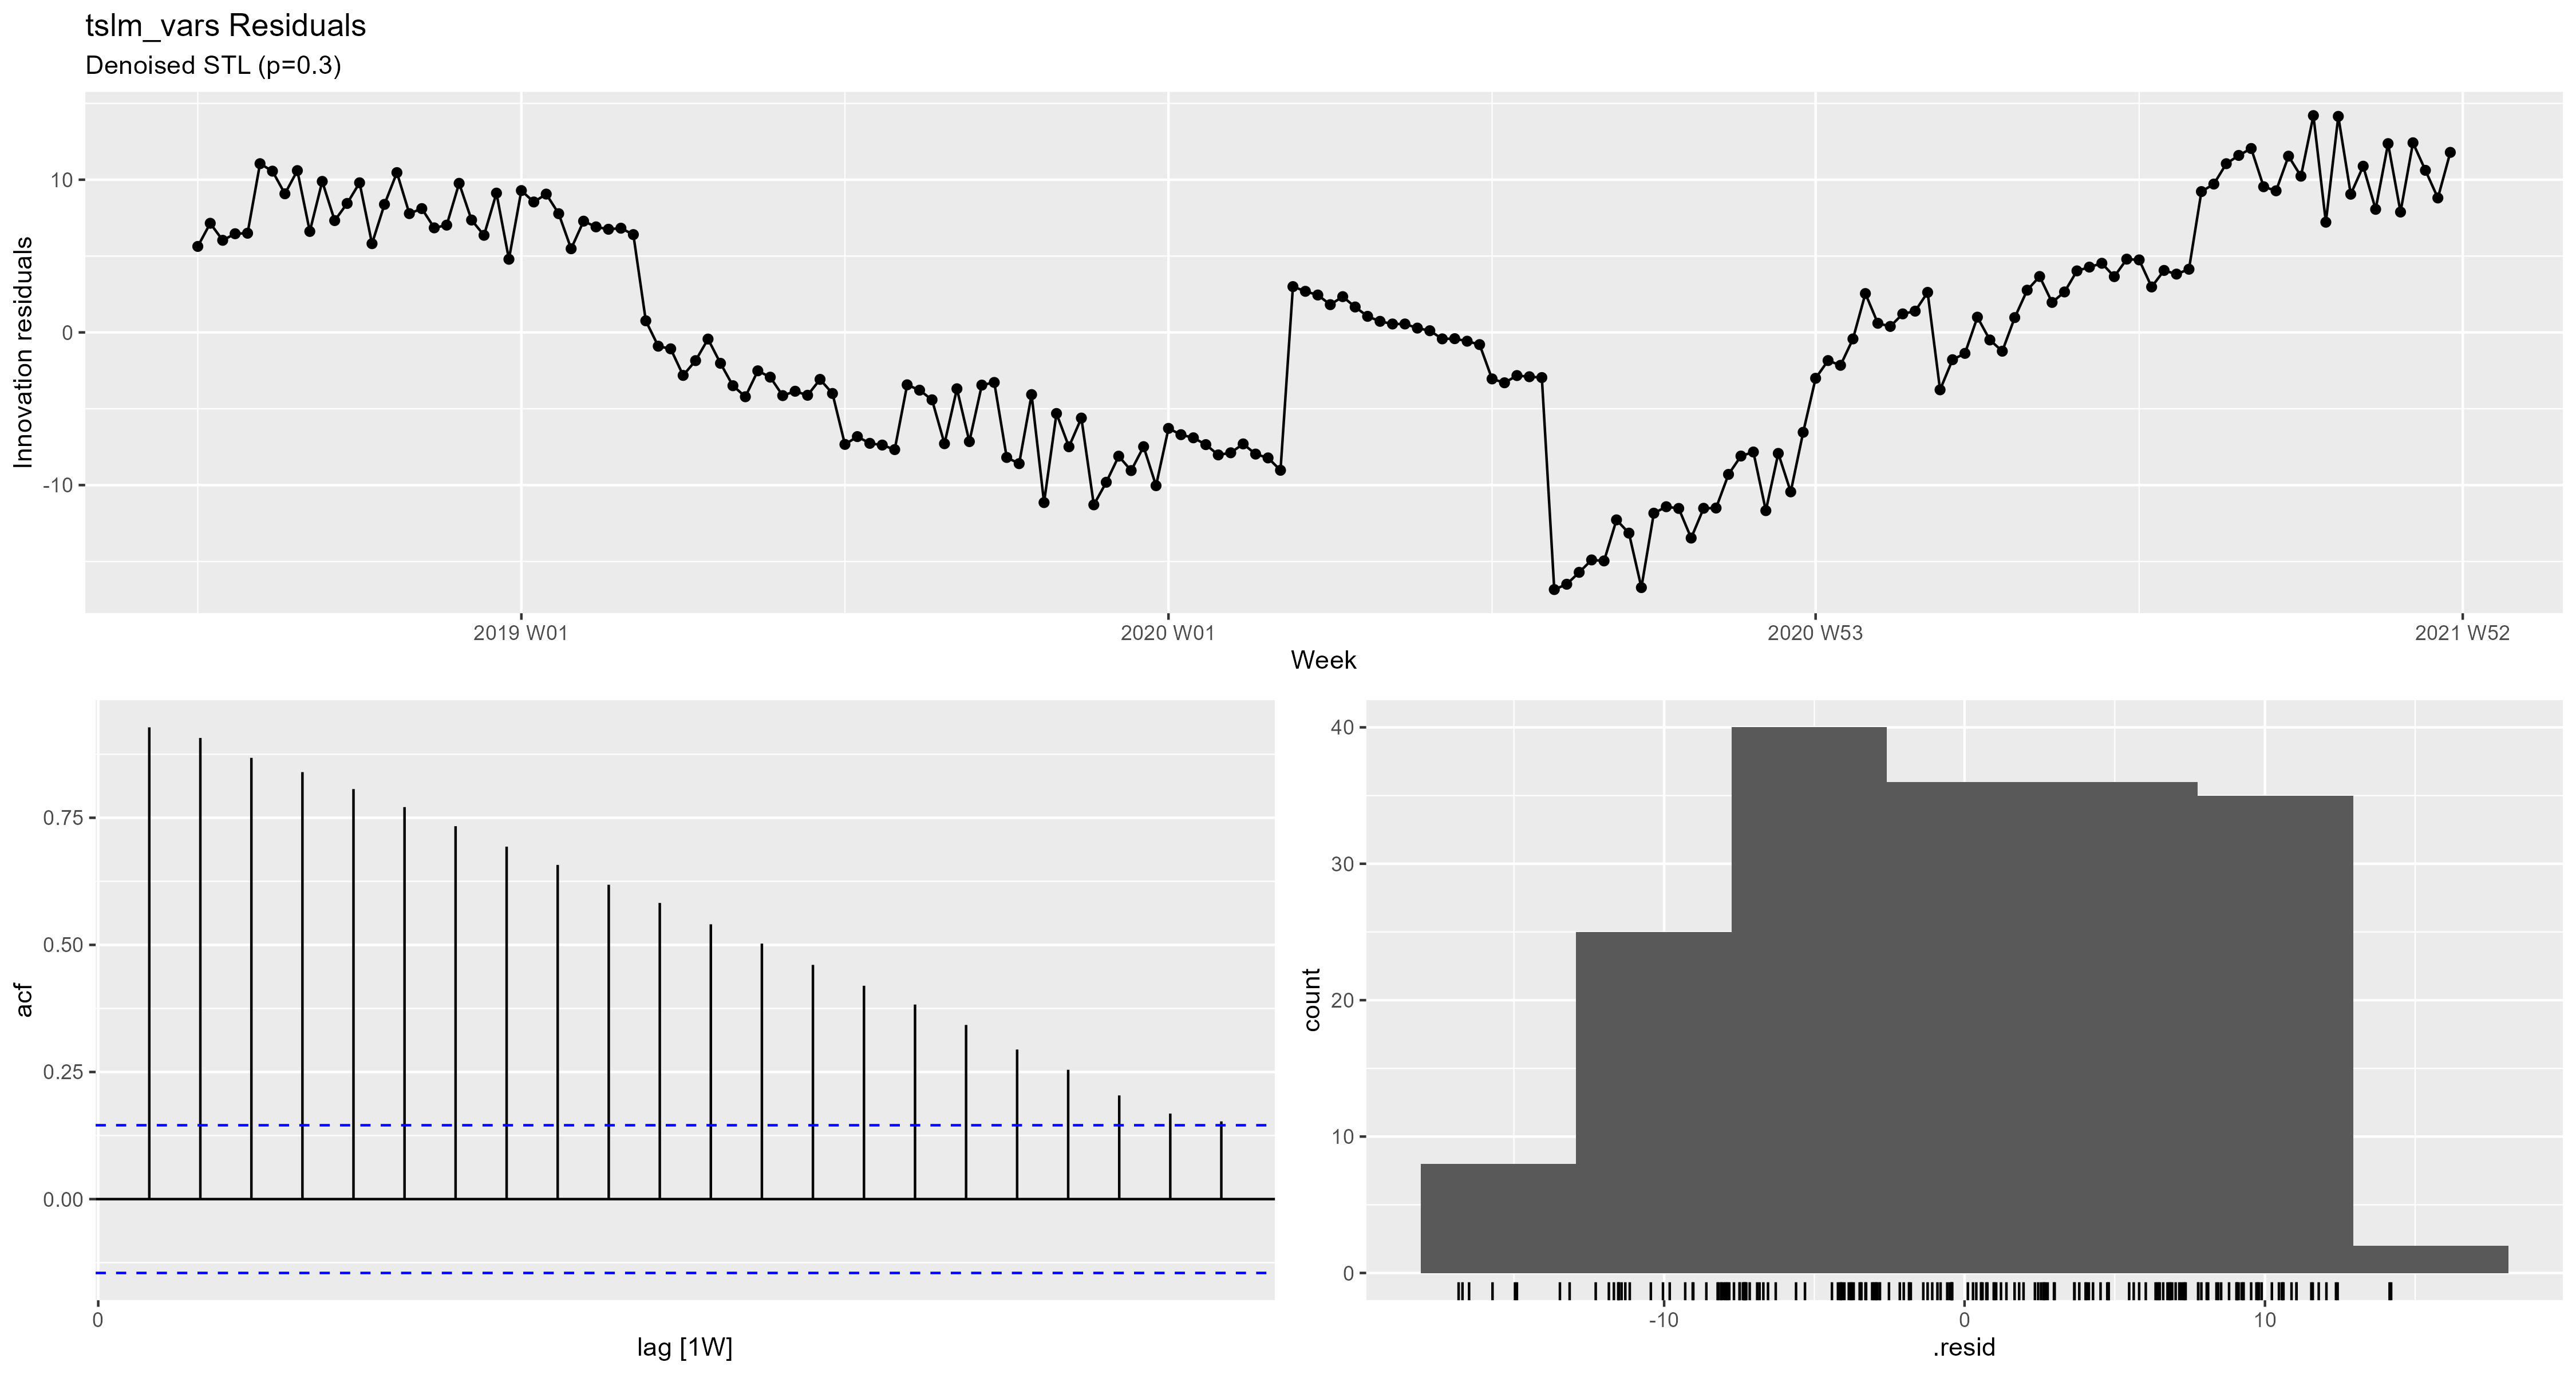 tslm_vars Residuals
Denoised STL (p=0.3)
Innovation residuals
10
0
-10
2019 W01
2020 W01
2020 W53
2021 W52
Week
acf
0.75
0.50
0.25
0.00
0
lag [1W]
count
40
30
20
10
0
-10
0
10
.resid